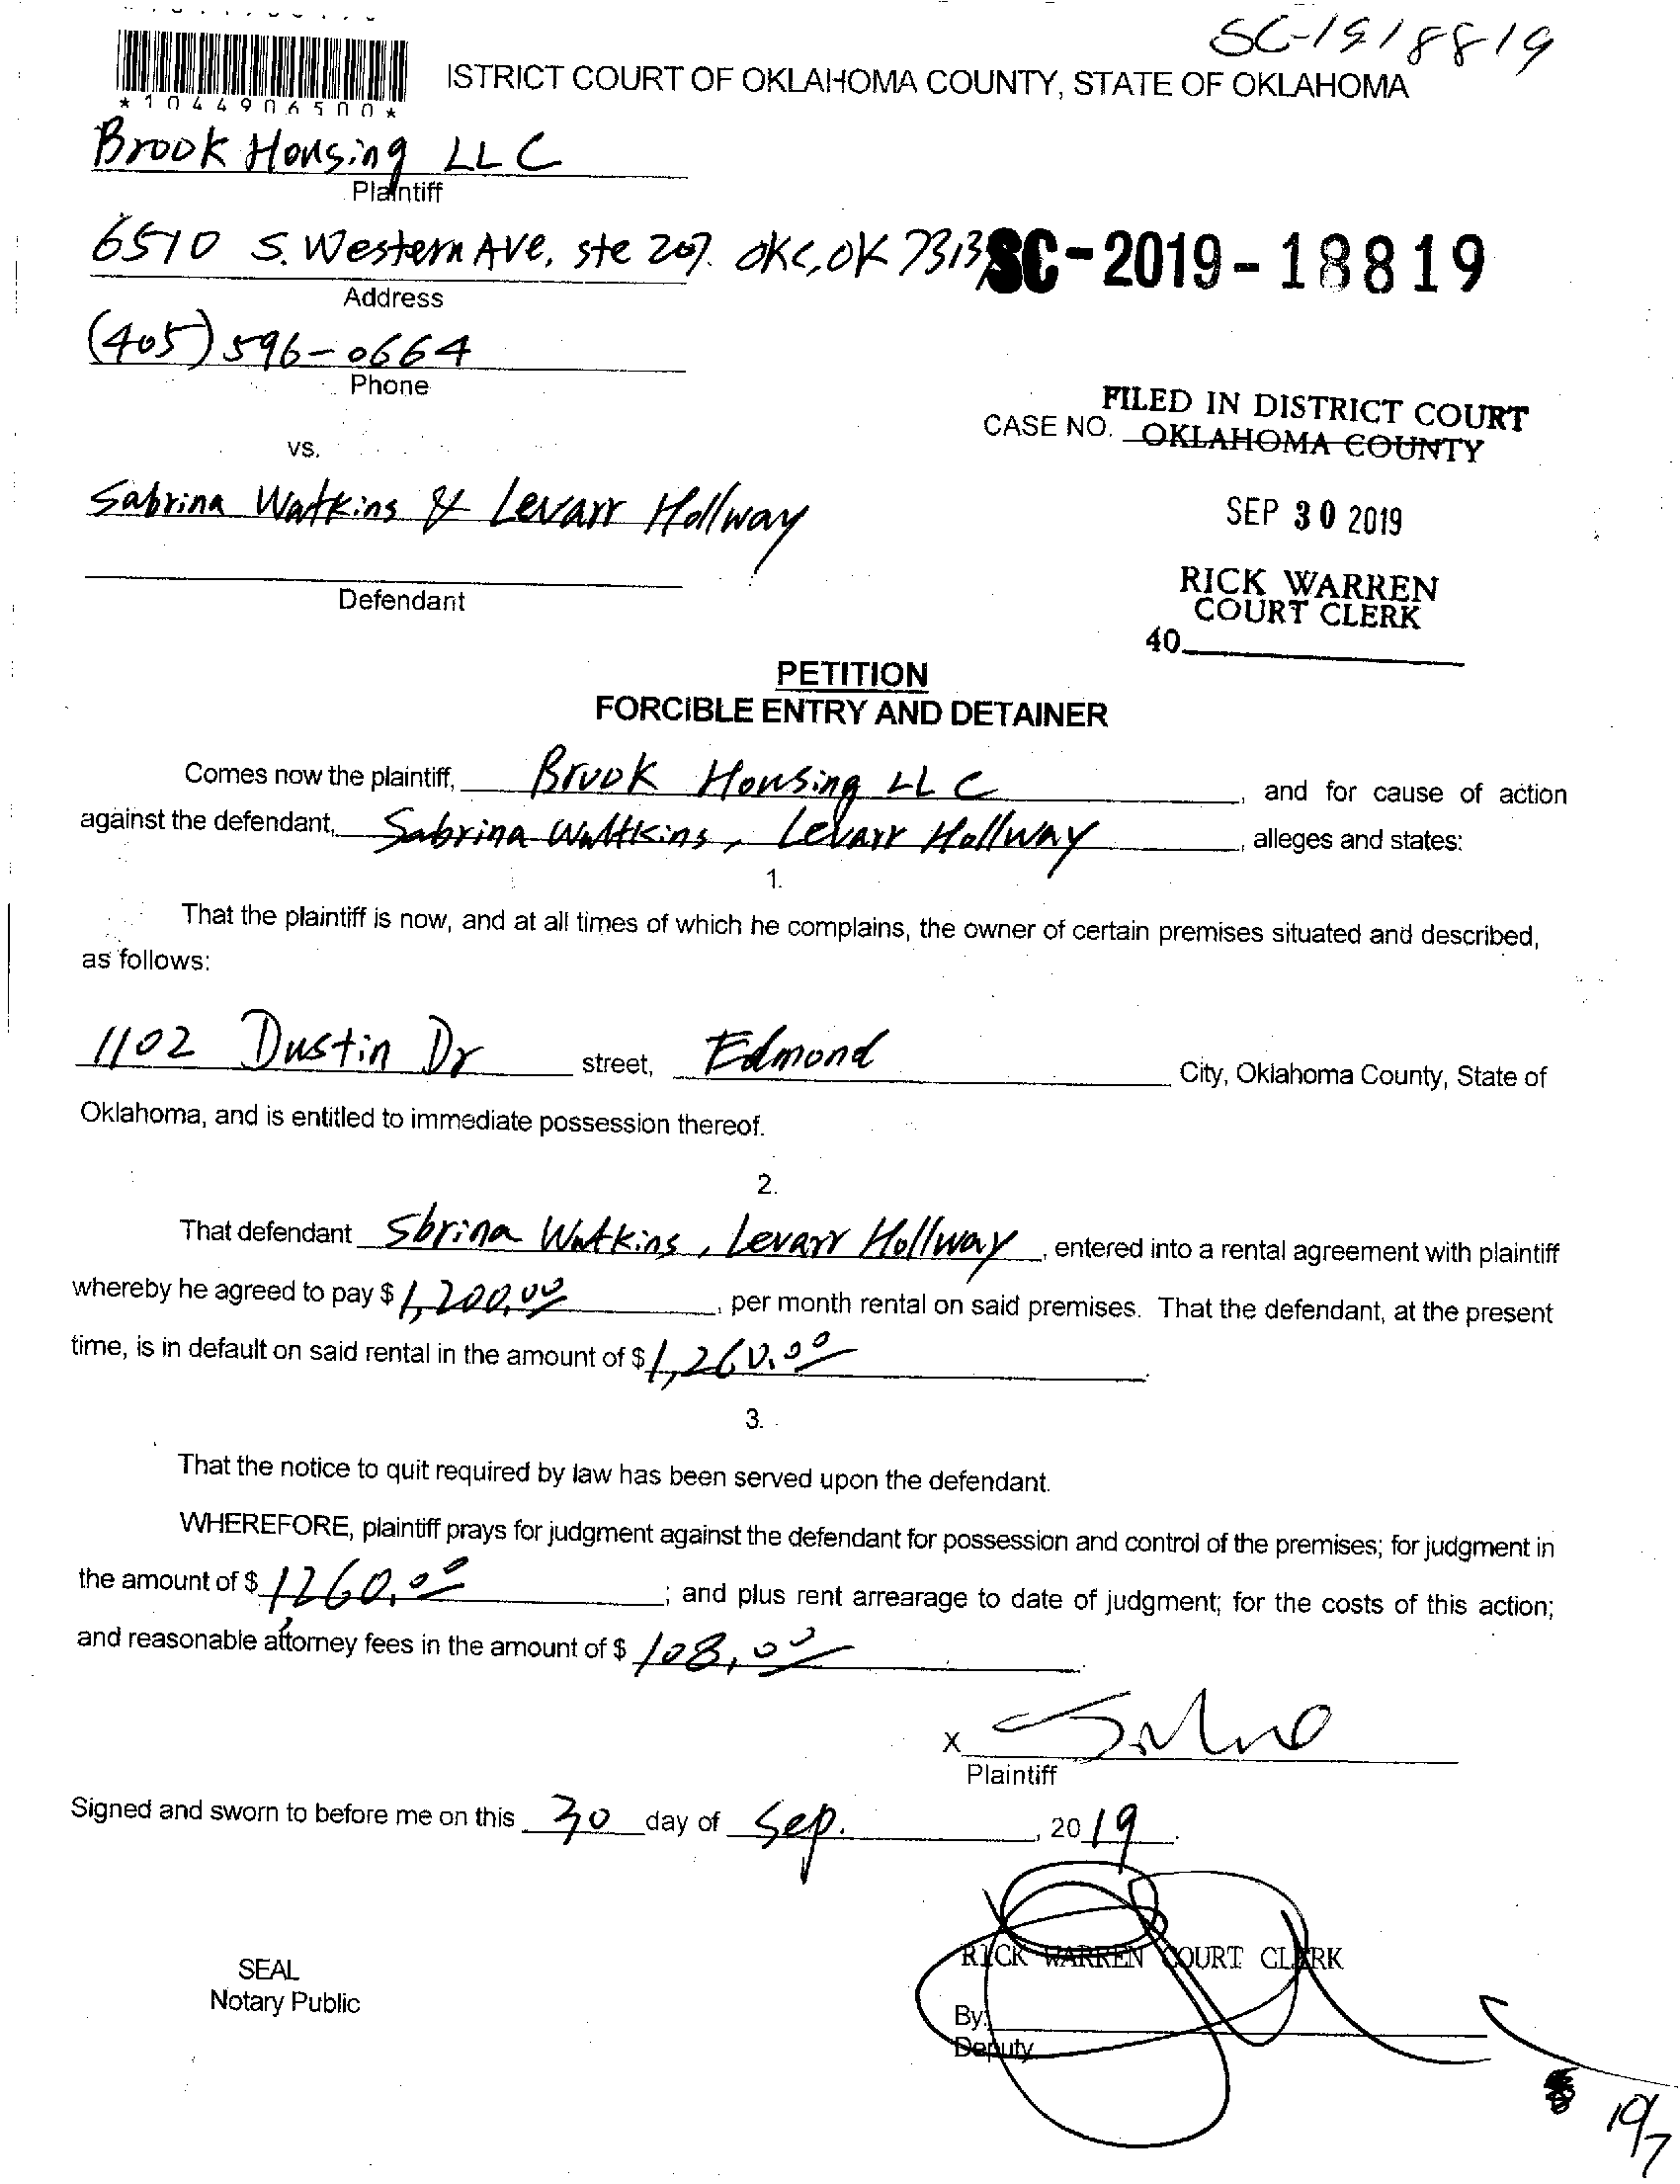 SC-1918819
*1044906500*
ISTRICT COURT OF OKLAHOMA COUNTY, STATE OF OKLAHOMA
Brook Housing LLC
Plaintiff
6510 S. Western AVE, ste 207. OKC, OK 73139
SC-2019-18819
Address
(405) 596-0664
Phone
FILED IN DISTRICT COURT
CASE NO. OKLAHOMA COUNTY
vs.
Sabrina Watkins & Levarr Hollway
SEP 30 2019
Defendant
RICK WARREN
COURT CLERK
40
PETITION
FORCIBLE ENTRY AND DETAINER
Comes now the plaintiff, Brook Housing LLC, and for cause of action
against the defendant, Sabrina Wattkins, Levarr Hollway, alleges and states:
1.
That the plaintiff is now, and at all times of which he complains, the owner of certain premises situated and described,
as follows:
1102 Dustin Dr street, Edmond City, Oklahoma County, State of
Oklahoma, and is entitled to immediate possession thereof.
2.
That defendant Sbrina Watkins, Levarr Hollway, entered into a rental agreement with plaintiff
whereby he agreed to pay $ 1,200.00, per month rental on said premises. That the defendant, at the present
time, is in default on said rental in the amount of $ 1,260.00.
3.
That the notice to quit required by law has been served upon the defendant.
WHEREFORE, plaintiff prays for judgment against the defendant for possession and control of the premises; for judgment in
the amount of $ 1260.00; and plus rent arrearage to date of judgment; for the costs of this action;
and reasonable attorney fees in the amount of $ 108.00.
X
Plaintiff
Signed and sworn to before me on this 30 day of Sep., 2019.
RICK WARREN COURT CLERK
SEAL
Notary Public
By:
Deputy
10/7